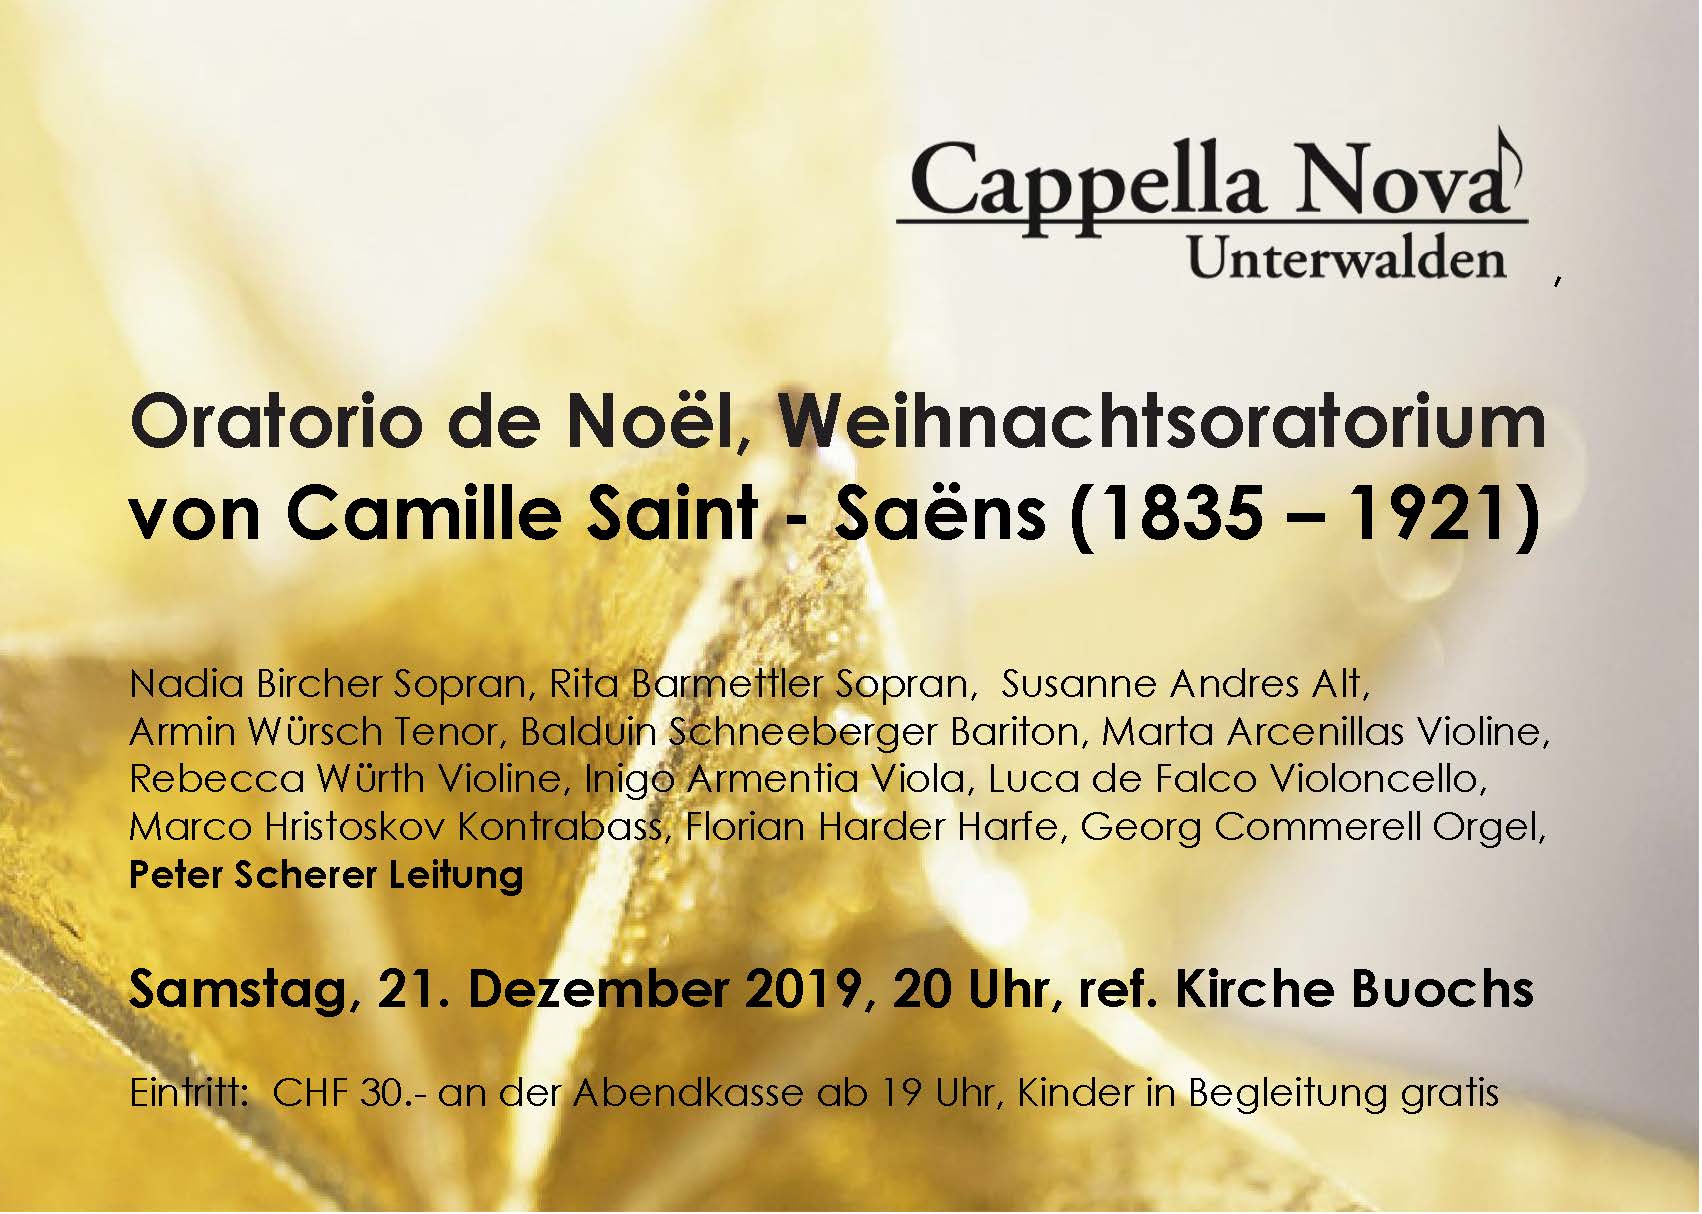 Cappella Nova
Unterwalden
,
Oratorio de Noël, Weihnachtsoratorium
von Camille Saint - Saëns (1835 – 1921)
Nadia Bircher Sopran, Rita Barmettler Sopran,  Susanne Andres Alt,
Armin Würsch Tenor, Balduin Schneeberger Bariton, Marta Arcenillas Violine,
Rebecca Würth Violine, Inigo Armentia Viola, Luca de Falco Violoncello,
Marco Hristoskov Kontrabass, Florian Harder Harfe, Georg Commerell Orgel,
Peter Scherer Leitung
Samstag, 21. Dezember 2019, 20 Uhr, ref. Kirche Buochs
Eintritt:  CHF 30.- an der Abendkasse ab 19 Uhr, Kinder in Begleitung gratis